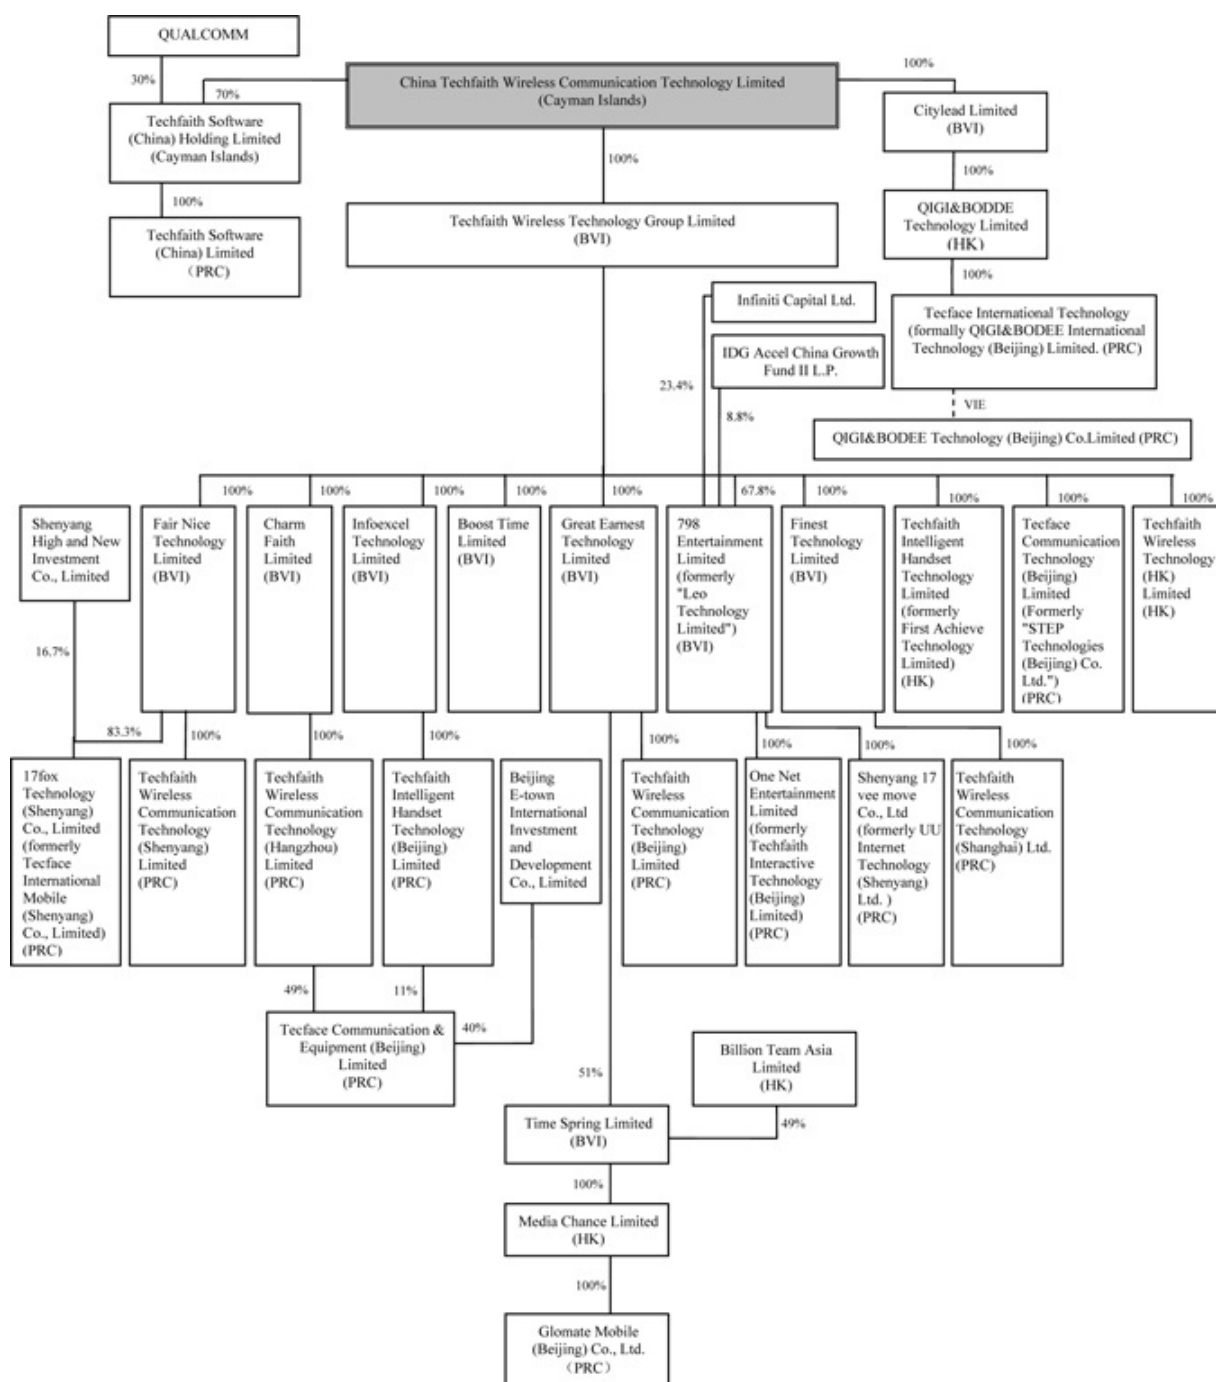 QUALCOMM
30%
70%
China Techfaith Wireless Communication Technology Limited
(Cayman Islands)
100%
Techfaith Software
(China) Holding Limited
(Cayman Islands)
Citylead Limited
(BVI)
100%
100%
100%
Techfaith Software
(China) Limited
(PRC)
Techfaith Wireless Technology Group Limited
(BVI)
QIGI&BODDE
Technology Limited
(HK)
100%
Infiniti Capital Ltd.
IDG Accel China Growth
Fund II L.P.
Tecface International Technology
(formally QIGI&BODEE International
Technology (Beijing) Limited. (PRC)
23.4%
8.8%
VIE
QIGI&BODEE Technology (Beijing) Co.Limited (PRC)
100%
100%
100%
100%
100%
67.8%
100%
100%
100%
100%
Shenyang
High and New
Investment
Co., Limited
Fair Nice
Technology
Limited
(BVI)
Charm
Faith
Limited
(BVI)
Infoexcel
Technology
Limited
(BVI)
Boost Time
Limited
(BVI)
Great Earnest
Technology
Limited
(BVI)
798
Entertainment
Limited
(formerly
"Leo
Technology
Limited")
(BVI)
Finest
Technology
Limited
(BVI)
Techfaith
Intelligent
Handset
Technology
Limited
(formerly
First Achieve
Technology
Limited)
(HK)
Tecface
Communication
Technology
(Beijing)
Limited
(Formerly
"STEP
Technologies
(Beijing) Co.
Ltd.")
(PRC)
Techfaith
Wireless
Technology
(HK)
Limited
(HK)
16.7%
83.3%
100%
100%
100%
100%
100%
100%
100%
17fox
Technology
(Shenyang)
Co., Limited
(formerly
Tecface
International
Mobile
(Shenyang)
Co., Limited)
(PRC)
Techfaith
Wireless
Communication
Technology
(Shenyang)
Limited
(PRC)
Techfaith
Wireless
Communication
Technology
(Hangzhou)
Limited
(PRC)
Techfaith
Intelligent
Handset
Technology
(Beijing)
Limited
(PRC)
Beijing
E-town
International
Investment
and
Development
Co., Limited
Techfaith
Wireless
Communication
Technology
(Beijing)
Limited
(PRC)
One Net
Entertainment
Limited
(formerly
Techfaith
Interactive
Technology
(Beijing)
Limited)
(PRC)
Shenyang 17
vee move
Co., Ltd
(formerly UU
Internet
Technology
(Shenyang)
Ltd. )
(PRC)
Techfaith
Wireless
Communication
Technology
(Shanghai) Ltd.
(PRC)
49%
11%
40%
Tecface Communication &
Equipment (Beijing)
Limited
(PRC)
51%
Billion Team Asia
Limited
(HK)
49%
Time Spring Limited
(BVI)
100%
Media Chance Limited
(HK)
100%
Glomate Mobile
(Beijing) Co., Ltd.
(PRC)